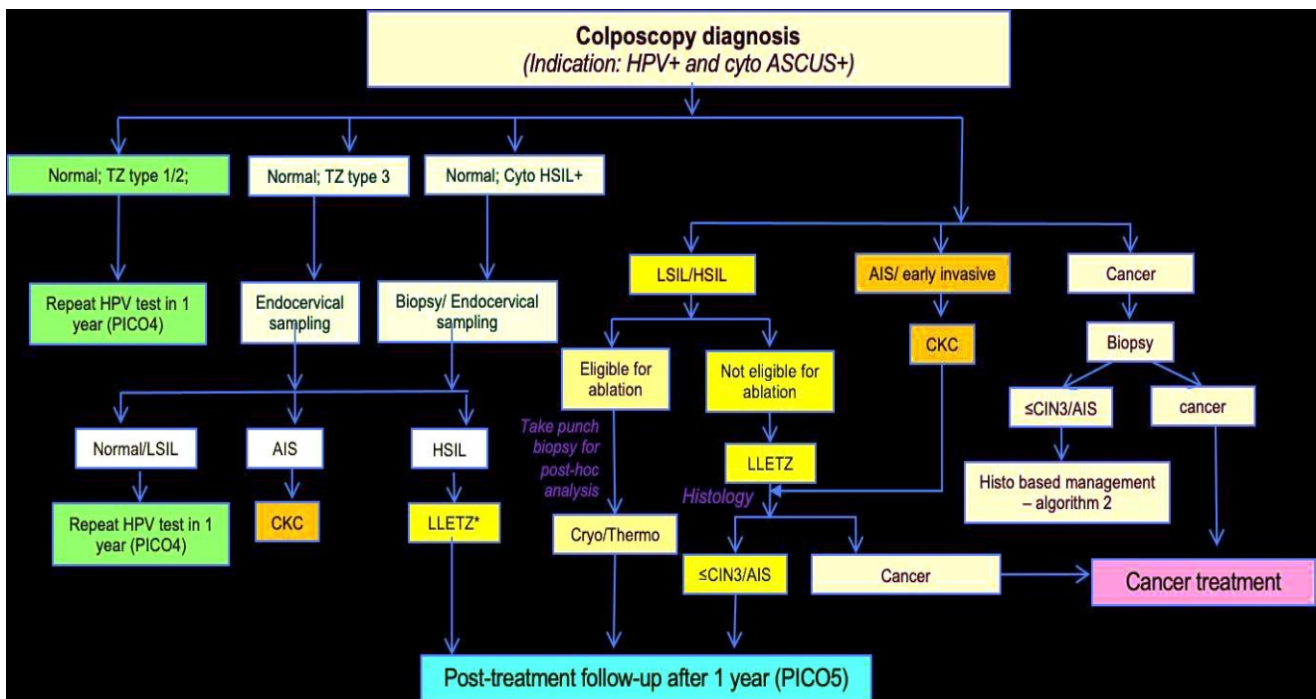 Colposcopy diagnosis
(Indication: HPV+ and cyto ASCUS+)
Normal; TZ type 1/2;
Normal; TZ type 3
Normal; Cyto HSIL+
LSIL/HSIL
AIS/ early invasive
Cancer
Repeat HPV test in 1
year (PICO4)
Endocervical
sampling
Biopsy/ Endocervical
sampling
CKC
Biopsy
Eligible for
ablation
Not eligible for
ablation
≤CIN3/AIS
cancer
Take punch
biopsy for
post-hoc
analysis
Normal/LSIL
AIS
HSIL
LLETZ
Histology
Histo based management
– algorithm 2
Repeat HPV test in 1
year (PICO4)
CKC
LLETZ*
Cryo/Thermo
≤CIN3/AIS
Cancer
Cancer treatment
Post-treatment follow-up after 1 year (PICO5)